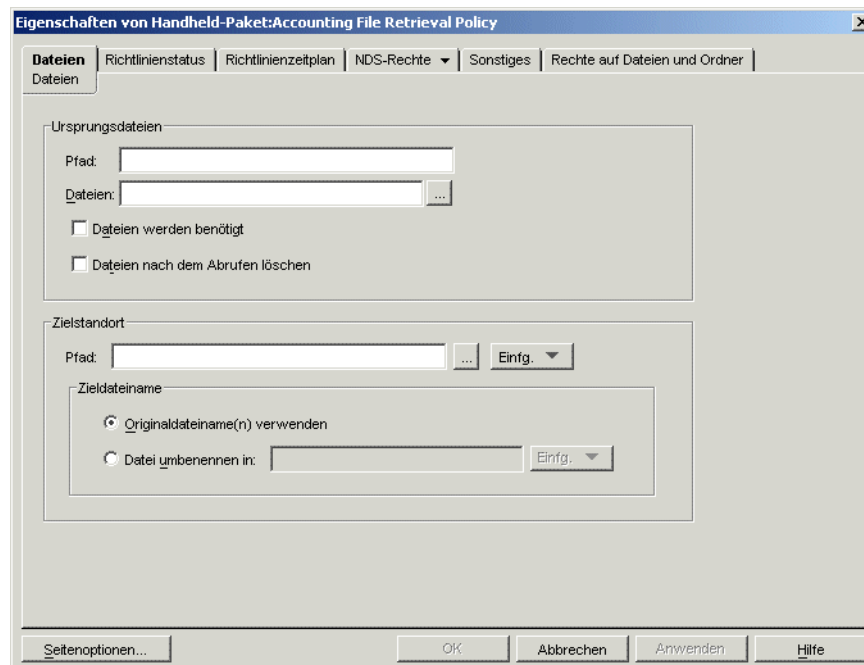 Eigenschaften von Handheld-Paket:Accounting File Retrieval Policy
Dateien Richtlinienstatus Richtlinienzeitplan NDS-Rechte Sonstiges Rechte auf Dateien und Ordner
Dateien
Ursprungsdateien
Pfad:
Dateien: ...
Dateien werden benötigt
Dateien nach dem Abrufen löschen
Zielstandort
Pfad: ... Einfg.
Zieldateiname
Originaldateiname(n) verwenden
Datei umbenennen in: Einfg.
Seitenoptionen... OK Abbrechen Anwenden Hilfe